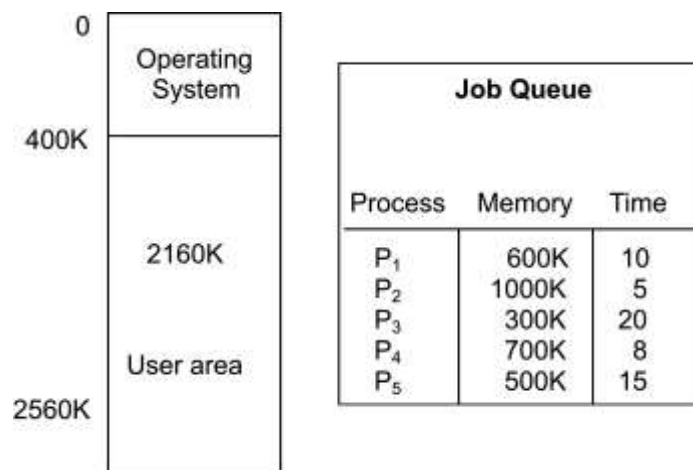 0
Operating
System
400K
2160K
User area
2560K
Job Queue
Process Memory Time
P₁ 600K 10
P₂ 1000K 5
P₃ 300K 20
P₄ 700K 8
P₅ 500K 15